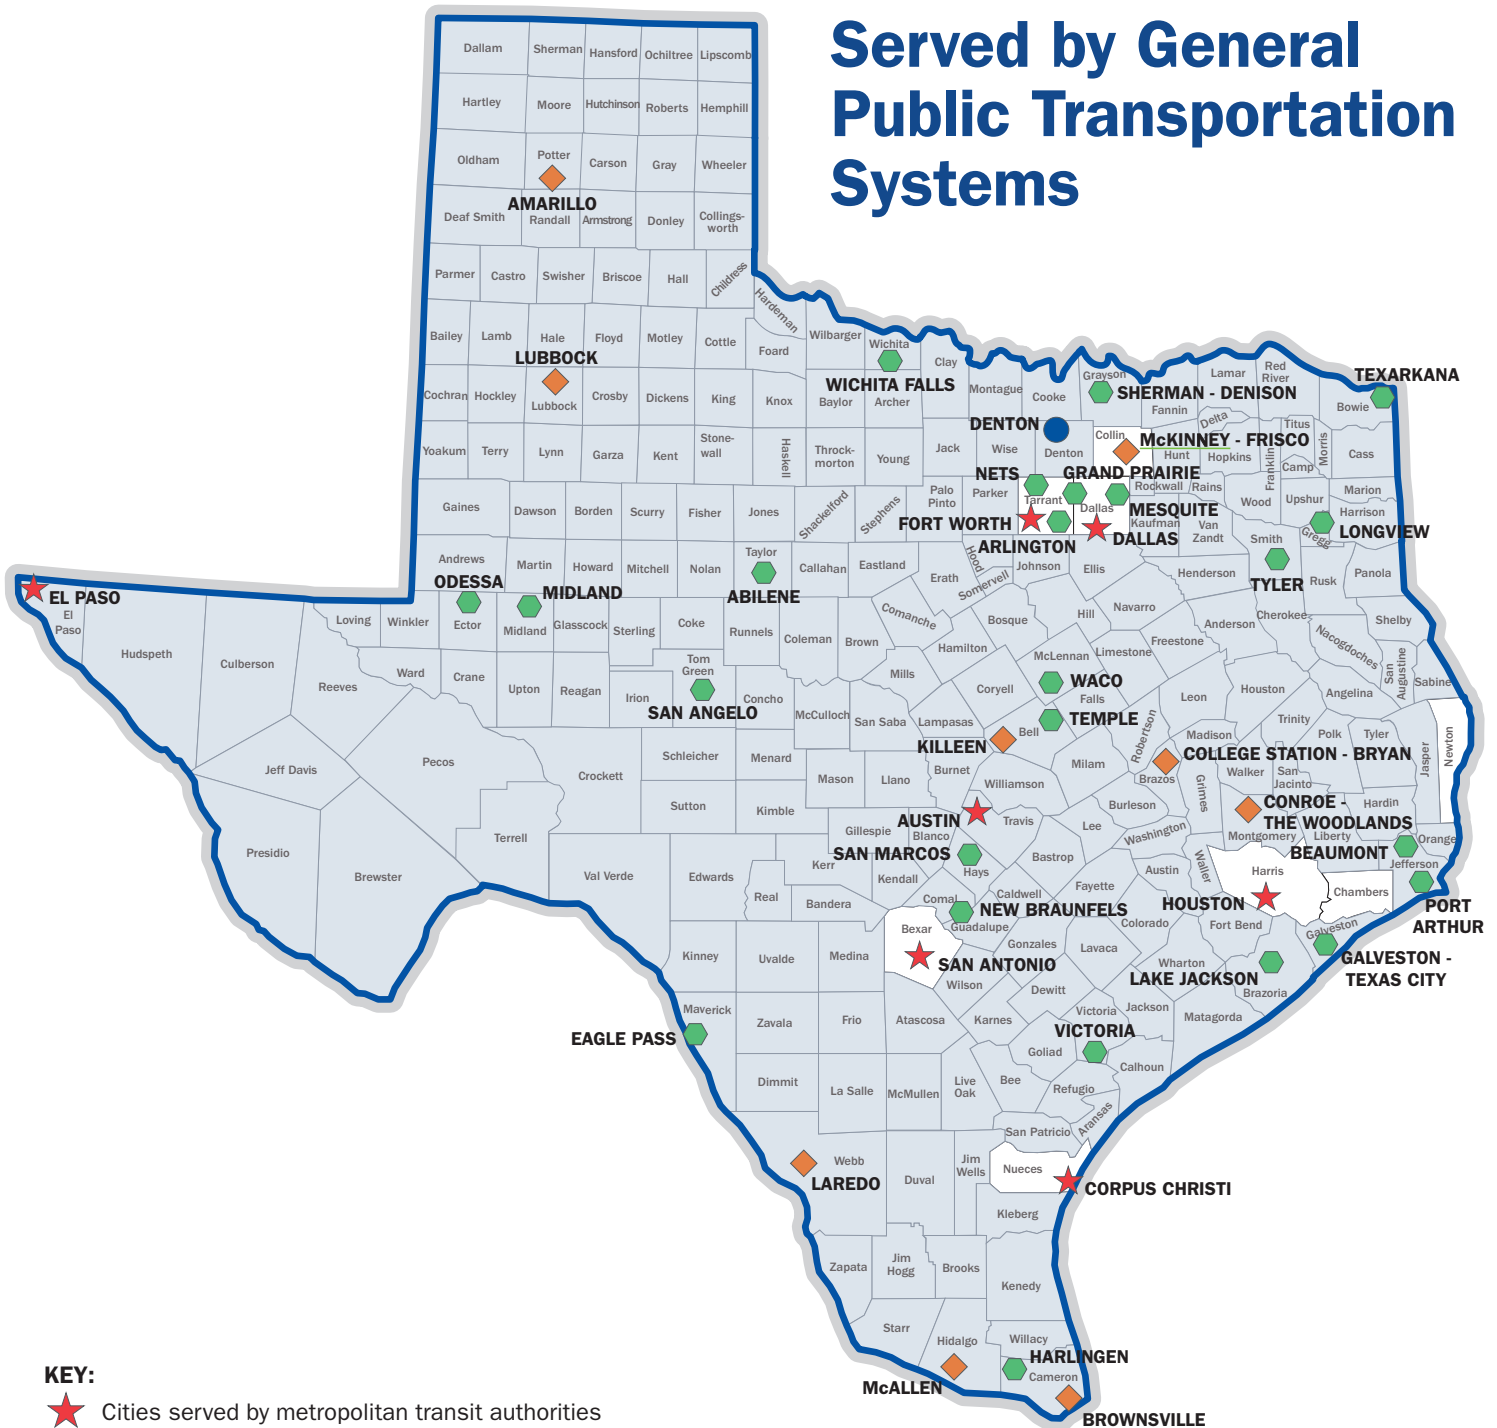 Served by General
Public Transportation
Systems
Dallam
Sherman
Hansford
Ochiltree
Lipscomb
Hartley
Moore
Hutchinson
Roberts
Hemphill
Oldham
Potter
Carson
Gray
Wheeler
AMARILLO
Deaf Smith
Randall
Armstrong
Donley
Collings-
worth
Parmer
Castro
Swisher
Briscoe
Hall
Childress
Hardeman
Bailey
Lamb
Hale
Floyd
Motley
Cottle
Foard
Wilbarger
Wichita
Clay
LUBBOCK
WICHITA FALLS
Cochran
Hockley
Lubbock
Crosby
Dickens
King
Knox
Baylor
Archer
Montague
Cooke
Grayson
SHERMAN - DENISON
Fannin
Lamar
Red
River
TEXARKANA
Bowie
Delta
Titus
Morris
Cass
Yoakum
Terry
Lynn
Garza
Kent
Stone-
wall
Haskell
Throck-
morton
Young
Jack
Wise
DENTON
Denton
Collin
McKINNEY - FRISCO
Hunt
Hopkins
Franklin
Camp
Marion
NETS
GRAND PRAIRIE
Rockwall
Rains
Wood
Upshur
Harrison
Gaines
Dawson
Borden
Scurry
Fisher
Jones
Shackelford
Stephens
Palo
Pinto
Parker
Tarrant
Dallas
MESQUITE
Kaufman
Van
Zandt
Smith
Gregg
LONGVIEW
FORT WORTH
ARLINGTON
DALLAS
TYLER
Rusk
Panola
Andrews
Martin
Howard
Mitchell
Nolan
Taylor
Callahan
Eastland
Erath
Hood
Somervell
Johnson
Ellis
Henderson
ODESSA
MIDLAND
ABILENE
EL PASO
El
Paso
Hudspeth
Culberson
Loving
Winkler
Ector
Midland
Glasscock
Sterling
Coke
Runnels
Coleman
Brown
Comanche
Bosque
Hill
Navarro
Anderson
Cherokee
Nacogdoches
Shelby
San
Augustine
Sabine
Reeves
Ward
Crane
Upton
Reagan
Irion
Tom
Green
SAN ANGELO
Concho
McCulloch
San Saba
Mills
Hamilton
Coryell
Lampasas
McLennan
WACO
Limestone
Freestone
Falls
TEMPLE
Bell
KILLEEN
Robertson
Leon
Houston
Angelina
Trinity
Polk
Tyler
Jasper
Newton
Madison
COLLEGE STATION - BRYAN
Brazos
Walker
San
Jacinto
Grimes
Milam
Jeff Davis
Pecos
Crockett
Schleicher
Menard
Mason
Llano
Burnet
Williamson
Burleson
CONROE -
THE WOODLANDS
Montgomery
Liberty
Hardin
Orange
Presidio
Brewster
Terrell
Val Verde
Sutton
Kimble
Gillespie
Blanco
AUSTIN
Travis
Lee
Washington
Bastrop
BEAUMONT
Jefferson
Edwards
Kerr
Kendall
SAN MARCOS
Hays
Real
Bandera
Comal
Caldwell
Fayette
Austin
Waller
Harris
HOUSTON
Chambers
PORT
ARTHUR
NEW BRAUNFELS
Guadalupe
Bexar
SAN ANTONIO
Gonzales
Lavaca
Colorado
Fort Bend
Galveston
GALVESTON -
TEXAS CITY
Kinney
Uvalde
Medina
Wilson
Dewitt
Wharton
LAKE JACKSON
Brazoria
Maverick
EAGLE PASS
Zavala
Frio
Atascosa
Karnes
Victoria
VICTORIA
Jackson
Matagorda
Goliad
Calhoun
Dimmit
La Salle
McMullen
Live
Oak
Bee
Refugio
Aransas
San Patricio
Webb
LAREDO
Duval
Jim
Wells
Nueces
CORPUS CHRISTI
Kleberg
Zapata
Jim
Hogg
Brooks
Kenedy
Starr
Hidalgo
Willacy
HARLINGEN
Cameron
McALLEN
BROWNSVILLE
KEY:
Cities served by metropolitan transit authorities